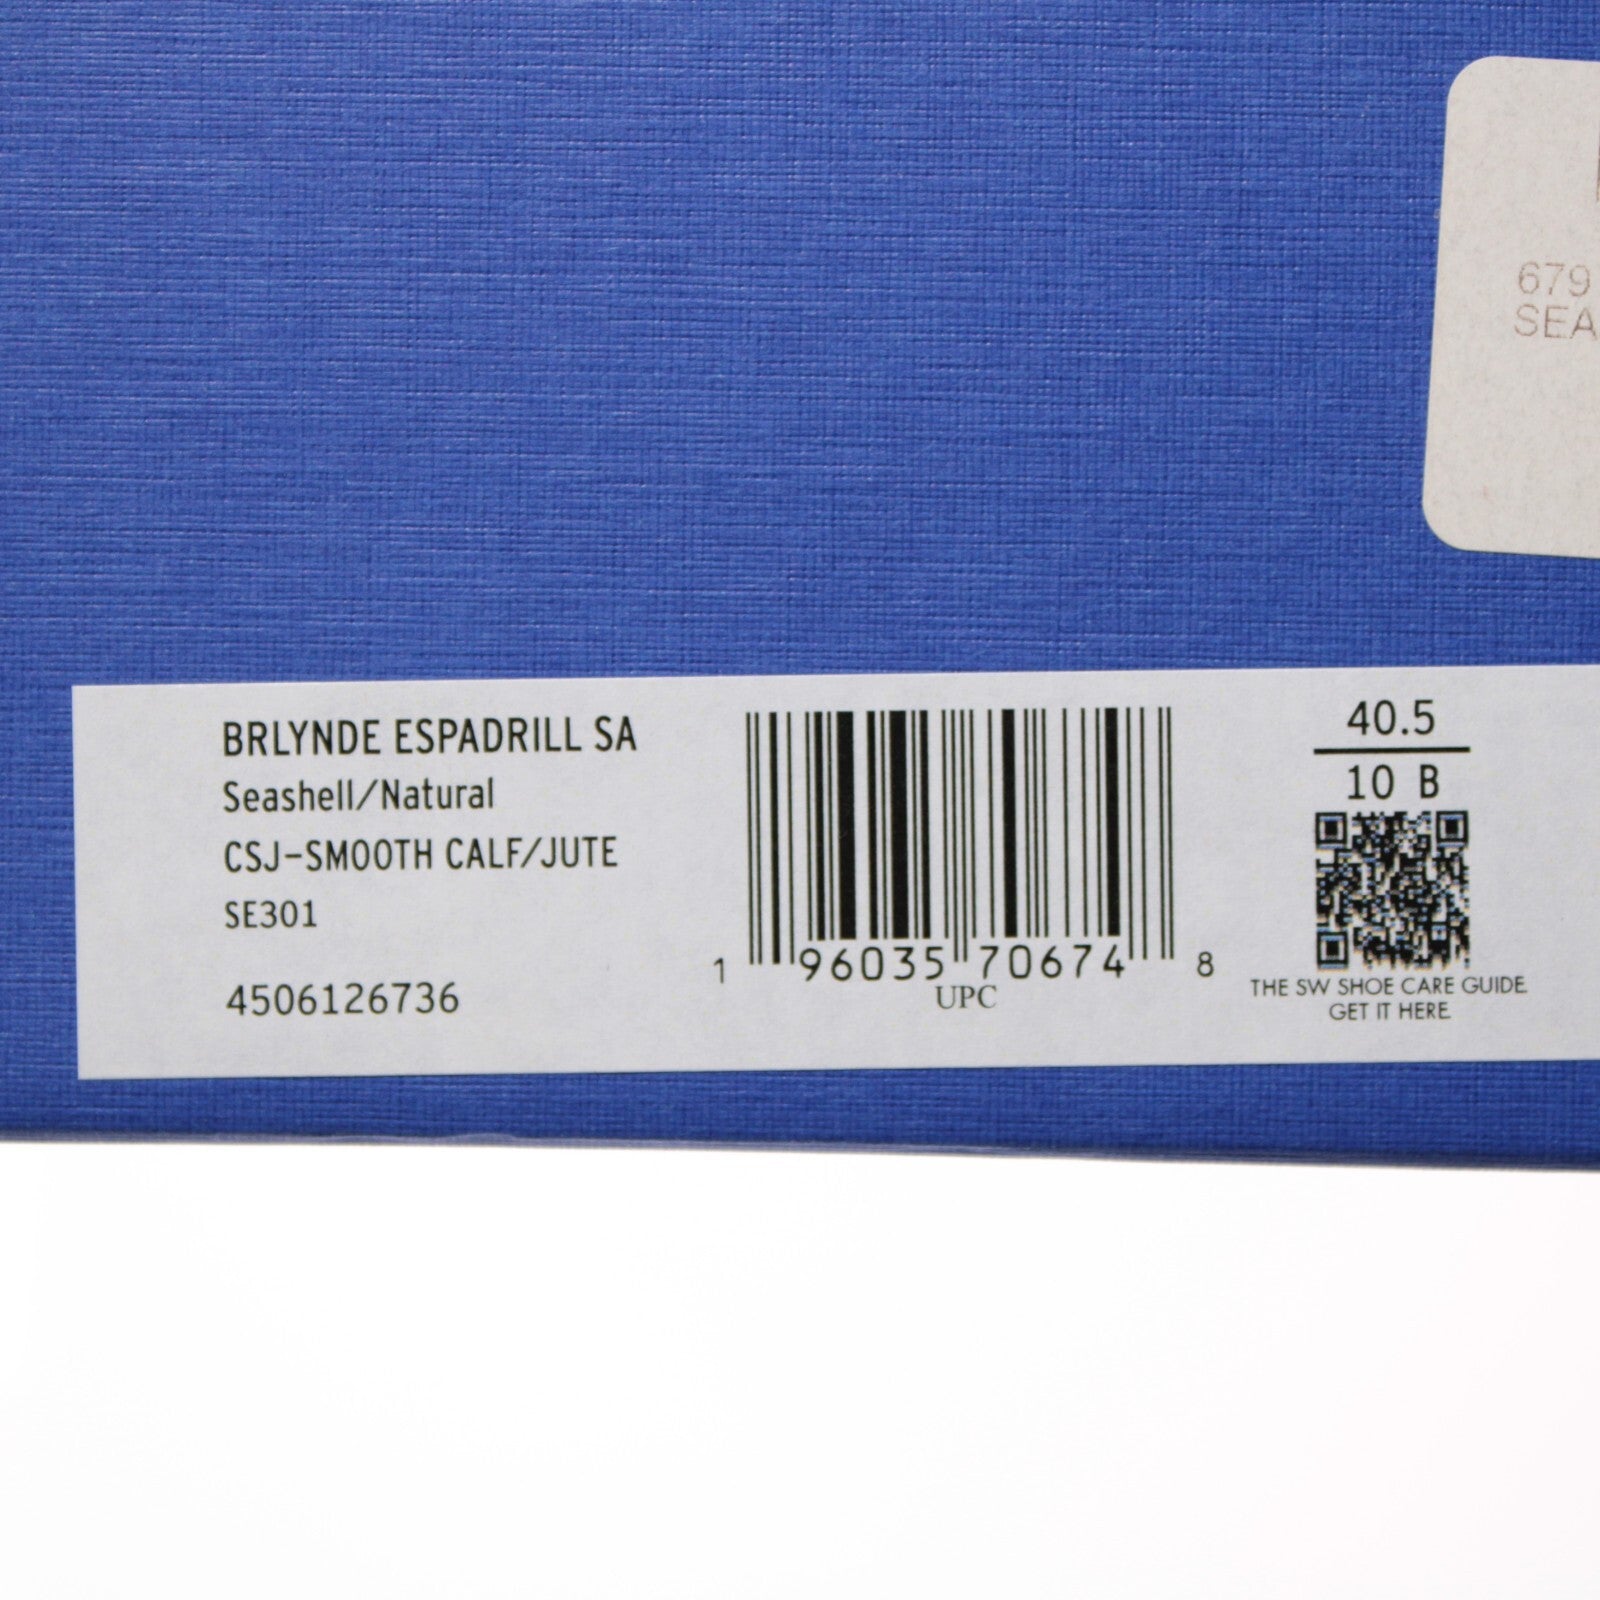 679
SEA
BRLYNDE ESPADRILL SA
Seashell/Natural
CSJ-SMOOTH CALF/JUTE
SE301
4506126736
1 96035 70674 8
UPC
40.5
10 B
THE SW SHOE CARE GUIDE.
GET IT HERE.